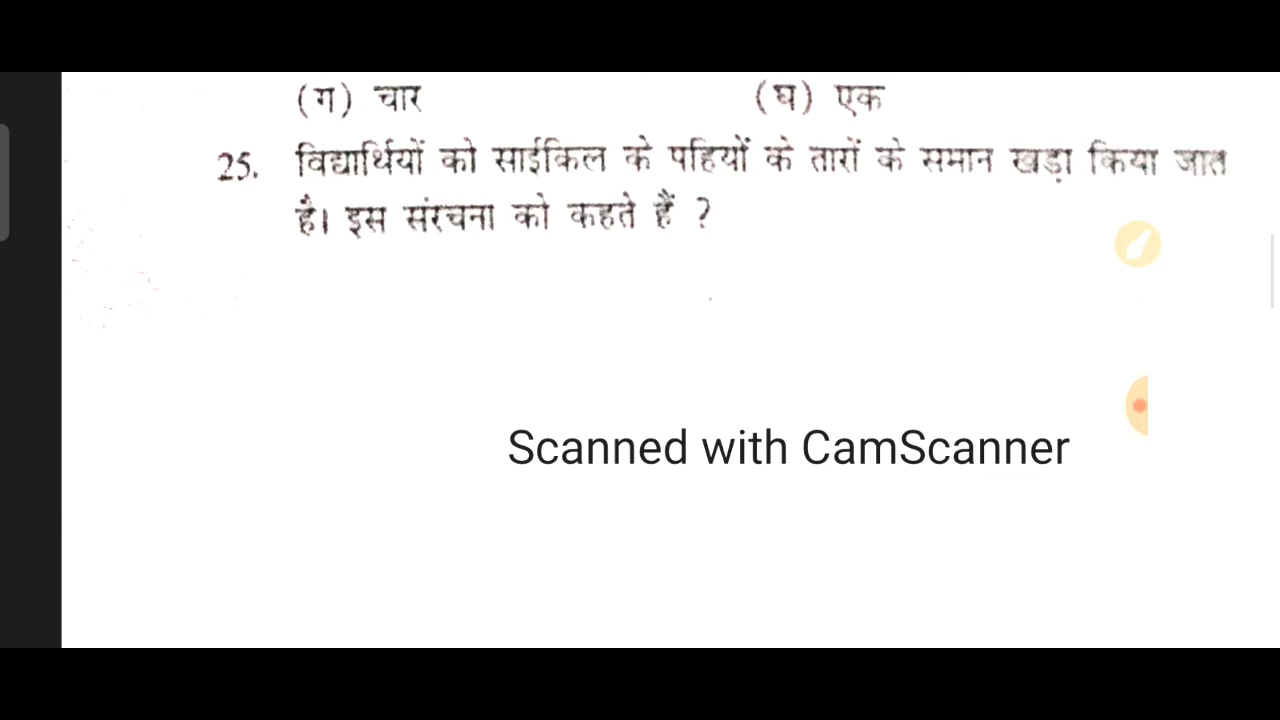 (ग) चार (घ) एक
25. विद्यार्थियों को साईकिल के पहियों के तारों के समान खड़ा किया जात
है। इस संरचना को कहते हैं ?
Scanned with CamScanner